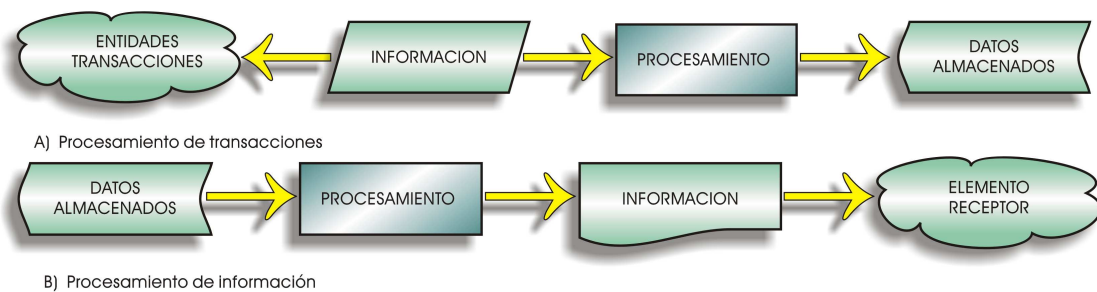 ENTIDADES
TRANSACCIONES
INFORMACION
PROCESAMIENTO
DATOS
ALMACENADOS
A) Procesamiento de transacciones
DATOS
ALMACENADOS
PROCESAMIENTO
INFORMACION
ELEMENTO
RECEPTOR
B) Procesamiento de información